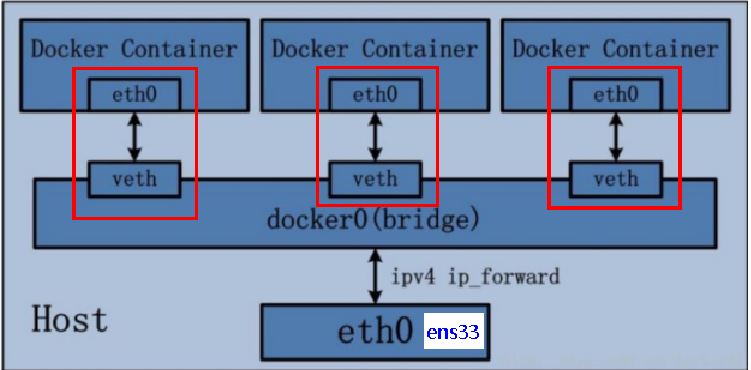 Docker Container
Docker Container
Docker Container
eth0
eth0
eth0
veth
veth
veth
docker0(bridge)
ipv4 ip_forward
Host
eth0 ens33